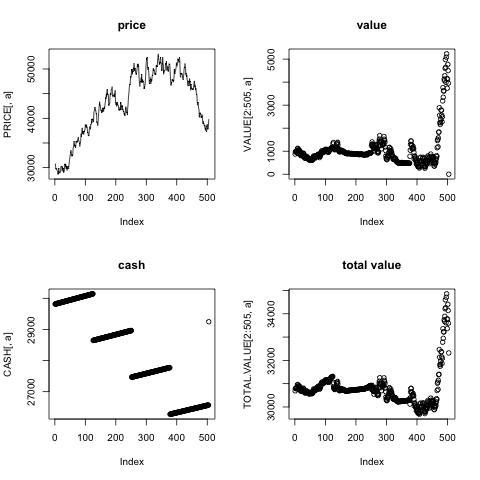 price
PRICE[, a]
50000
40000
30000
0 100 200 300 400 500
Index
value
VALUE[2:505, a]
5000
3000
1000
0
0 100 200 300 400 500
Index
cash
CASH[, a]
29000
27000
0 100 200 300 400 500
Index
total value
TOTAL.VALUE[2:505, a]
34000
32000
30000
0 100 200 300 400 500
Index